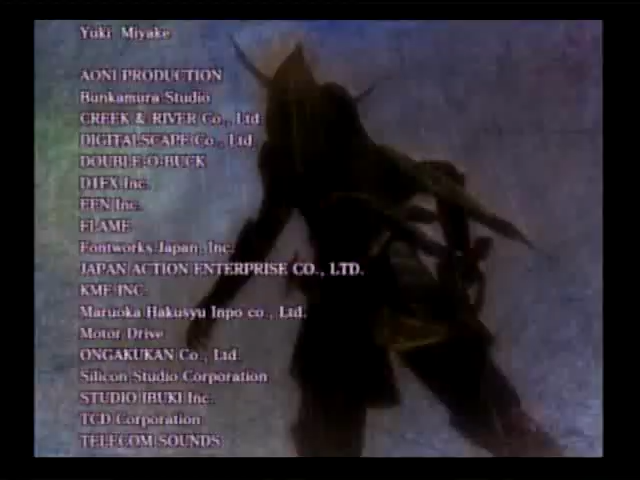 Yuki Miyake
AONI PRODUCTION
Bunkamura Studio
CREEK & RIVER Co., Ltd.
DIGITALSCAPE Co., Ltd.
DOUBLE-O-BUCK
D1FX Inc.
EEN Inc.
FLAME
Fontworks Japan, Inc.
JAPAN ACTION ENTERPRISE CO., LTD.
KMF INC.
Maruoka Hakusyu Inpo co., Ltd.
Motor Drive
ONGAKUKAN Co., Ltd.
Silicon Studio Corporation
STUDIO IBUKI Inc.
TCD Corporation
TELECOM SOUNDS